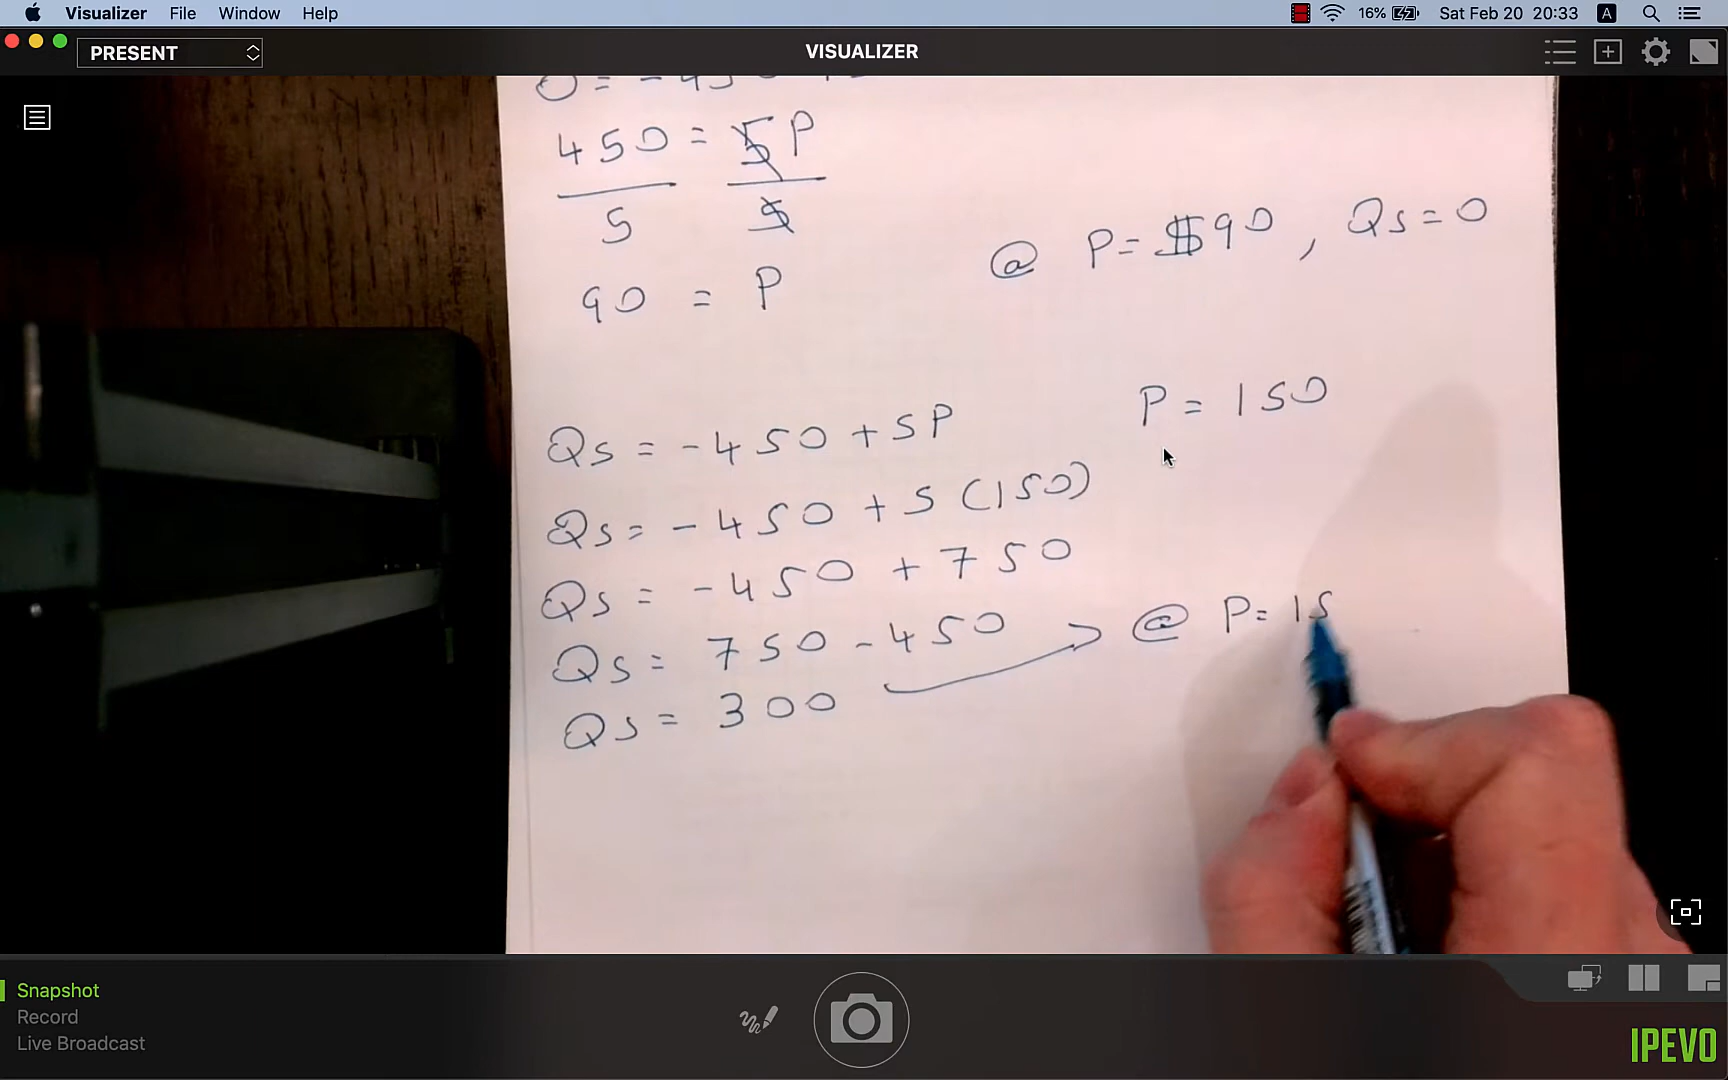 Visualizer File Window Help 16% Sat Feb 20 20:33 A
PRESENT
VISUALIZER
450 = 5P
5 5
90 = P
@ P = $90, Qs = 0
P = 150
Qs = -450 + 5P
Qs = -450 + 5(150)
Qs = -450 + 750
Qs = 750 - 450
Qs = 300
@ P = 15
Snapshot
Record
Live Broadcast
IPEVO